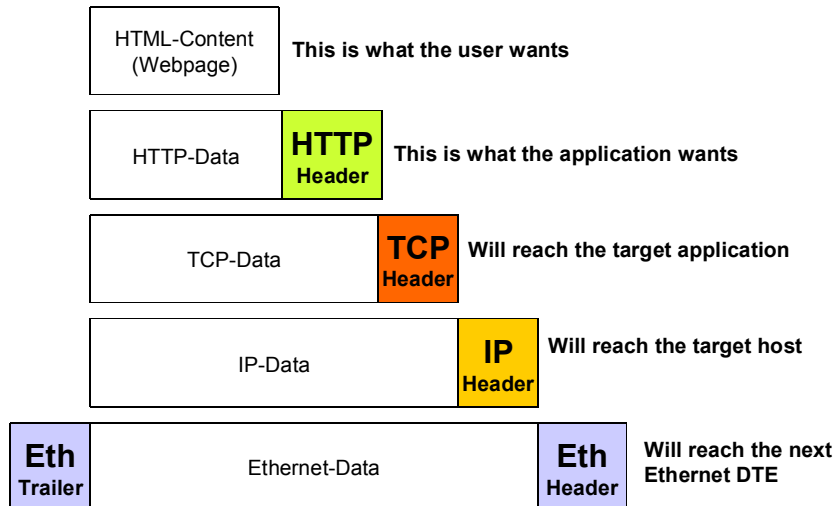 HTML-Content
(Webpage)
This is what the user wants
HTTP-Data
HTTP
Header
This is what the application wants
TCP-Data
TCP
Header
Will reach the target application
IP-Data
IP
Header
Will reach the target host
Eth
Trailer
Ethernet-Data
Eth
Header
Will reach the next
Ethernet DTE